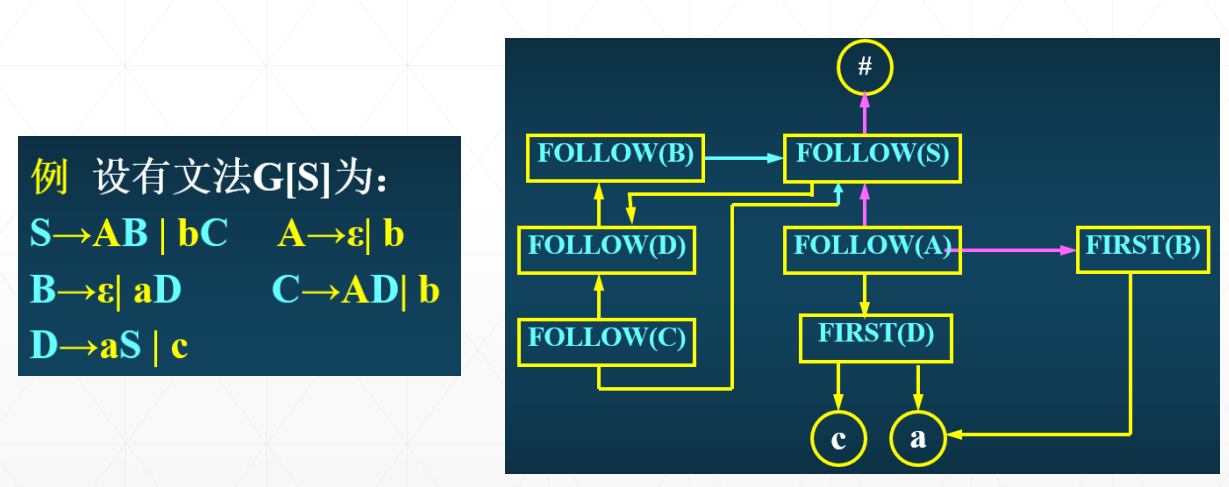 例 设有文法G[S]为：
S→AB | bC A→ε| b
B→ε| aD C→AD| b
D→aS | c
#
FOLLOW(B) FOLLOW(S)
FOLLOW(D) FOLLOW(A) FIRST(B)
FOLLOW(C) FIRST(D)
c a